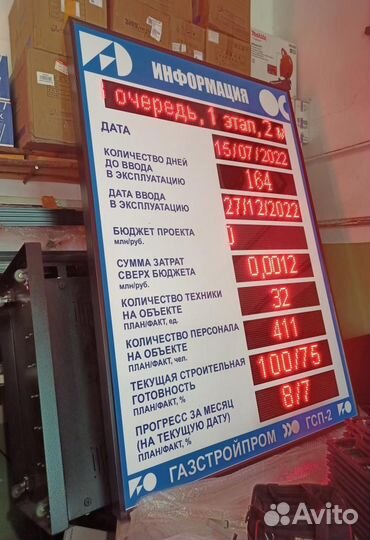 ИНФОРМАЦИЯ
очередь, 1 этап, 2 м
ДАТА
15/07/2022
КОЛИЧЕСТВО ДНЕЙ
ДО ВВОДА
В ЭКСПЛУАТАЦИЮ
164
ДАТА ВВОДА
В ЭКСПЛУАТАЦИЮ
27/12/2022
БЮДЖЕТ ПРОЕКТА
млн/руб.
СУММА ЗАТРАТ
СВЕРХ БЮДЖЕТА
млн/руб.
0,0012
КОЛИЧЕСТВО ТЕХНИКИ
НА ОБЪЕКТЕ
ПЛАН/ФАКТ, ед.
32
КОЛИЧЕСТВО ПЕРСОНАЛА
НА ОБЪЕКТЕ
ПЛАН/ФАКТ, чел.
411
ТЕКУЩАЯ СТРОИТЕЛЬНАЯ
ГОТОВНОСТЬ
ПЛАН/ФАКТ, %
100/75
ПРОГРЕСС ЗА МЕСЯЦ
(НА ТЕКУЩУЮ ДАТУ)
ПЛАН/ФАКТ, %
8/7
ГАЗСТРОЙПРОМ
ГСП-2
Avito